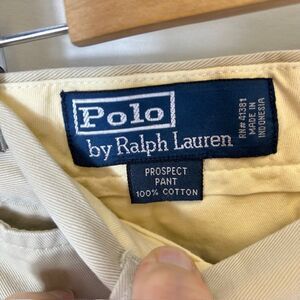 Polo
by Ralph Lauren
RN# 41381
MADE IN
INDONESIA
PROSPECT
PANT
100% COTTON